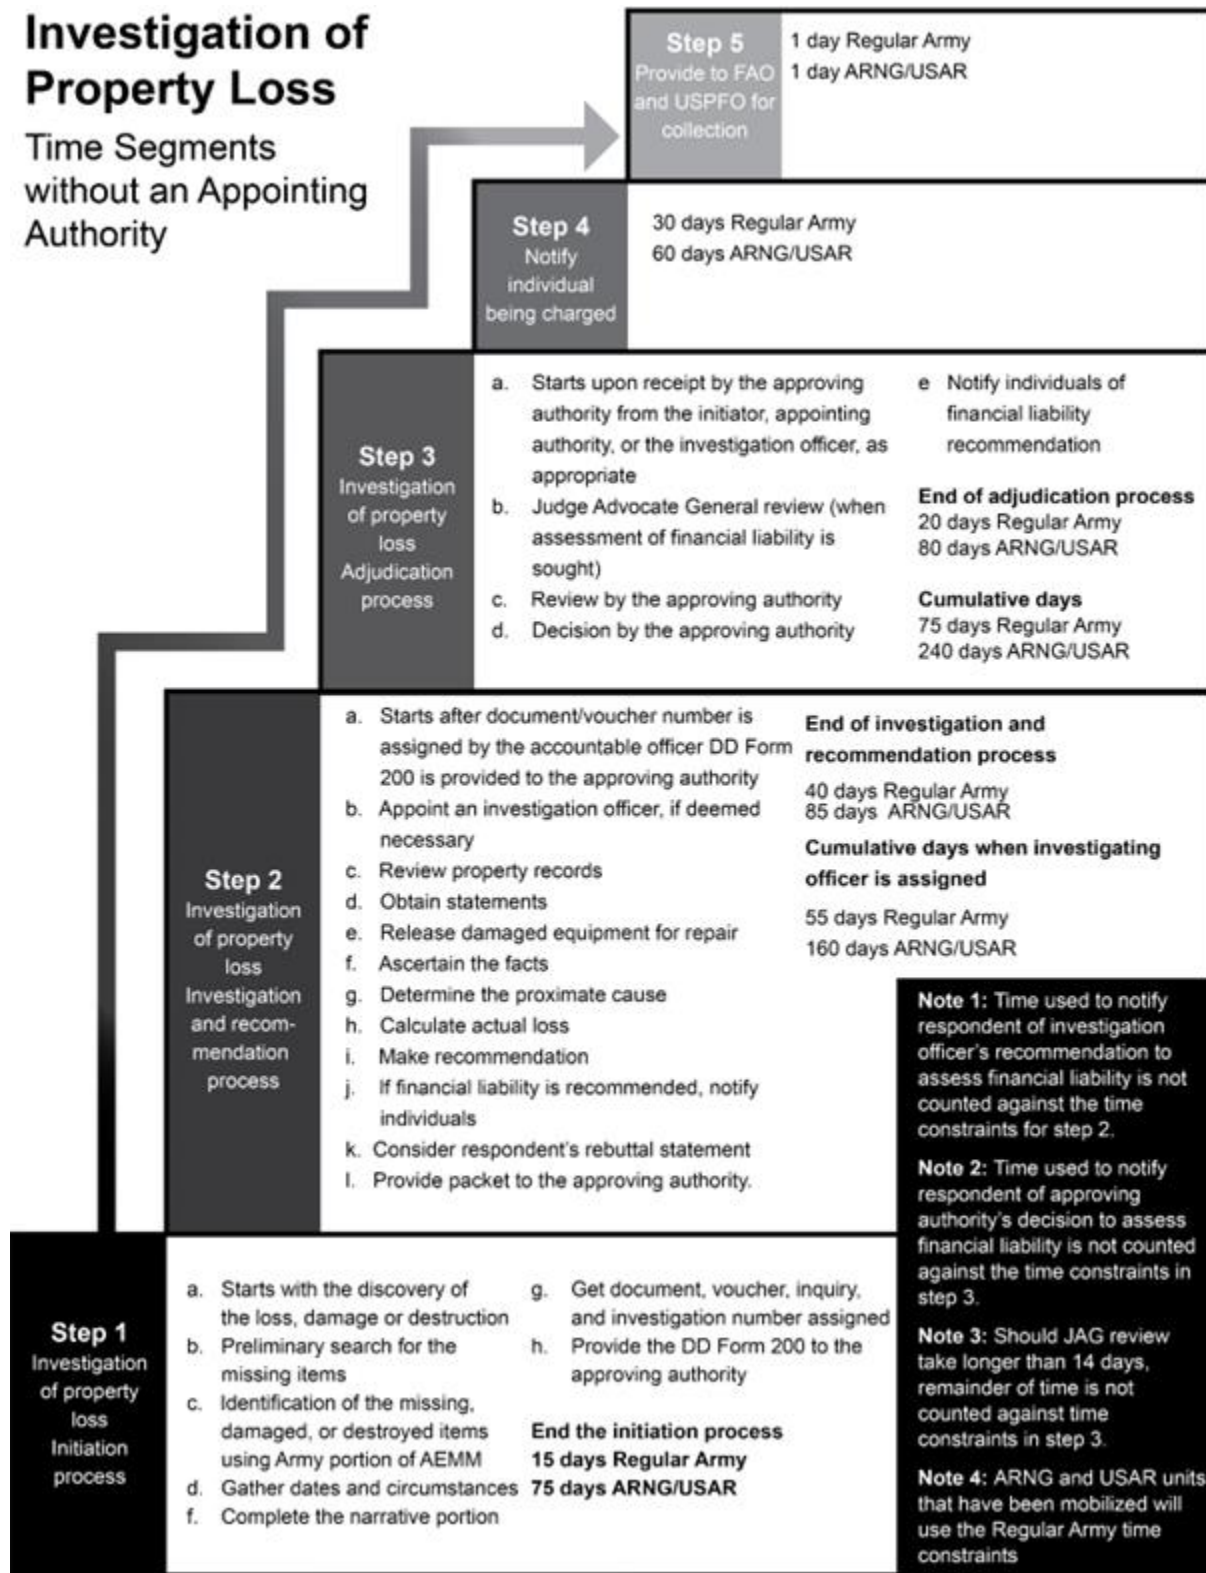 Investigation of
Property Loss
Time Segments
without an Appointing
Authority
Step 5
Provide to FAO
and USPFO for
collection
1 day Regular Army
1 day ARNG/USAR
Step 4
Notify
individual
being charged
30 days Regular Army
60 days ARNG/USAR
Step 3
Investigation
of property
loss
Adjudication
process
a. Starts upon receipt by the approving
authority from the initiator, appointing
authority, or the investigation officer, as
appropriate
b. Judge Advocate General review (when
assessment of financial liability is
sought)
c. Review by the approving authority
d. Decision by the approving authority
e Notify individuals of
financial liability
recommendation
End of adjudication process
20 days Regular Army
80 days ARNG/USAR
Cumulative days
75 days Regular Army
240 days ARNG/USAR
Step 2
Investigation
of property
loss
Investigation
and recom-
mendation
process
a. Starts after document/voucher number is
assigned by the accountable officer DD Form
200 is provided to the approving authority
b. Appoint an investigation officer, if deemed
necessary
c. Review property records
d. Obtain statements
e. Release damaged equipment for repair
f. Ascertain the facts
g. Determine the proximate cause
h. Calculate actual loss
i. Make recommendation
j. If financial liability is recommended, notify
individuals
k. Consider respondent's rebuttal statement
l. Provide packet to the approving authority.
End of investigation and
recommendation process
40 days Regular Army
85 days ARNG/USAR
Cumulative days when investigating
officer is assigned
55 days Regular Army
160 days ARNG/USAR
Step 1
Investigation
of property
loss
Initiation
process
a. Starts with the discovery of
the loss, damage or destruction
b. Preliminary search for the
missing items
c. Identification of the missing,
damaged, or destroyed items
using Army portion of AEMM
d. Gather dates and circumstances
f. Complete the narrative portion
g. Get document, voucher, inquiry,
and investigation number assigned
h. Provide the DD Form 200 to the
approving authority
End the initiation process
15 days Regular Army
75 days ARNG/USAR
Note 1: Time used to notify
respondent of investigation
officer's recommendation to
assess financial liability is not
counted against the time
constraints for step 2.
Note 2: Time used to notify
respondent of approving
authority's decision to assess
financial liability is not counted
against the time constraints in
step 3.
Note 3: Should JAG review
take longer than 14 days,
remainder of time is not
counted against time
constraints in step 3.
Note 4: ARNG and USAR units
that have been mobilized will
use the Regular Army time
constraints